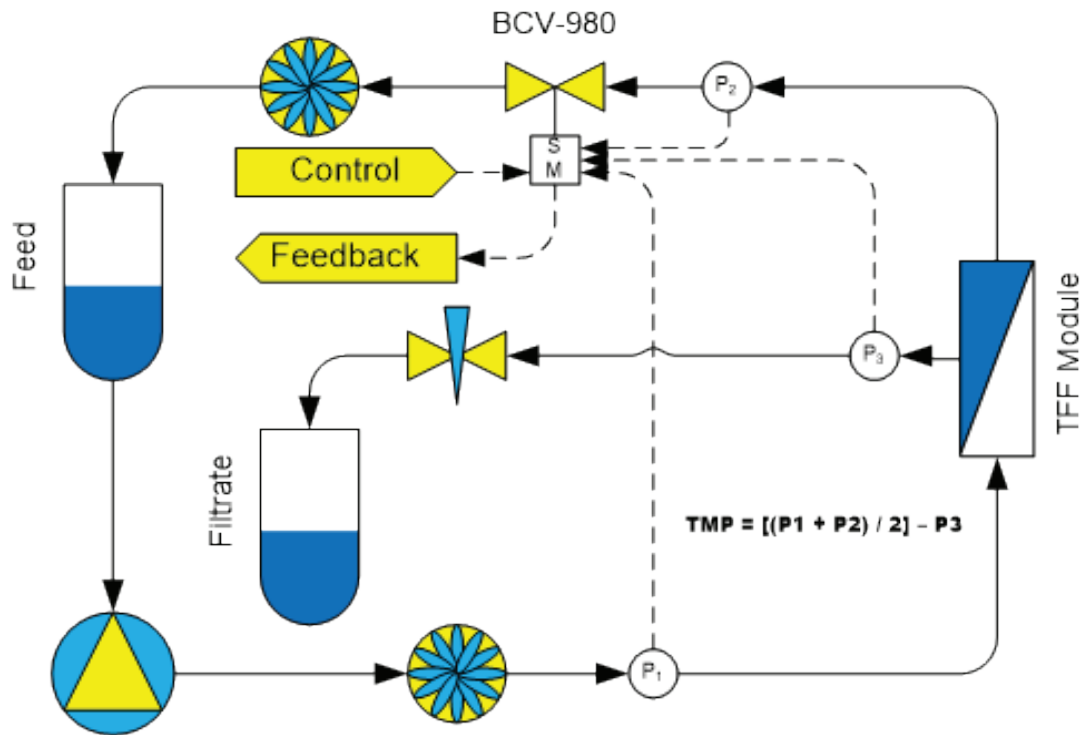 BCV-980
P2
S
M
Control
Feedback
Feed
P3
TFF Module
Filtrate
TMP = [(P1 + P2) / 2] – P3
P1